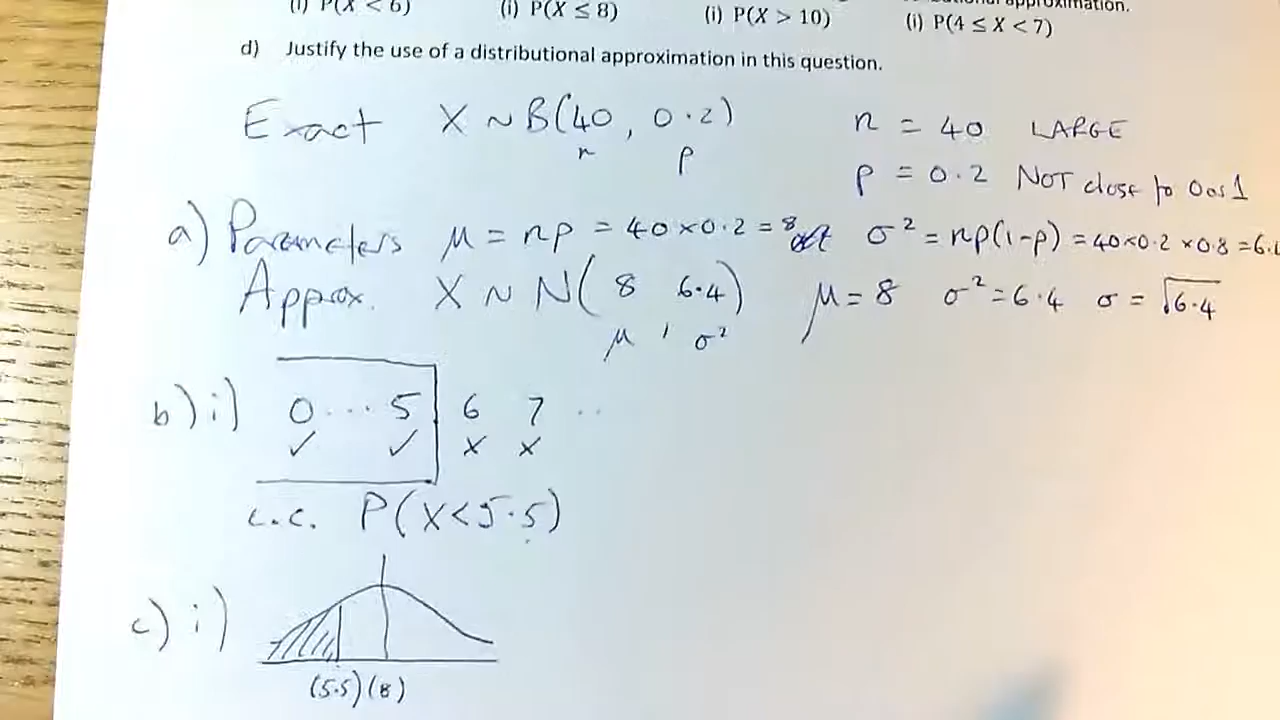 (i) P(X < 6) (i) P(X ≤ 8) (i) P(X > 10) (i) P(4 ≤ X < 7)
approximation.
d) Justify the use of a distributional approximation in this question.
Exact X ~ B(40, 0.2) n = 40 LARGE
n p
p = 0.2 NOT close to 0 or 1
a) Parameters μ = np = 40×0.2 = 8 σ² = np(1-p) = 40×0.2×0.8 = 6.
Approx. X ~ N(8 6.4) μ = 8 σ² = 6.4 σ = √6.4
μ , σ²
b) i) 0 ... 5 6 7 ..
✓ ✓ × ×
c.c. P(X<5.5)
c) i)
(5.5) (8)